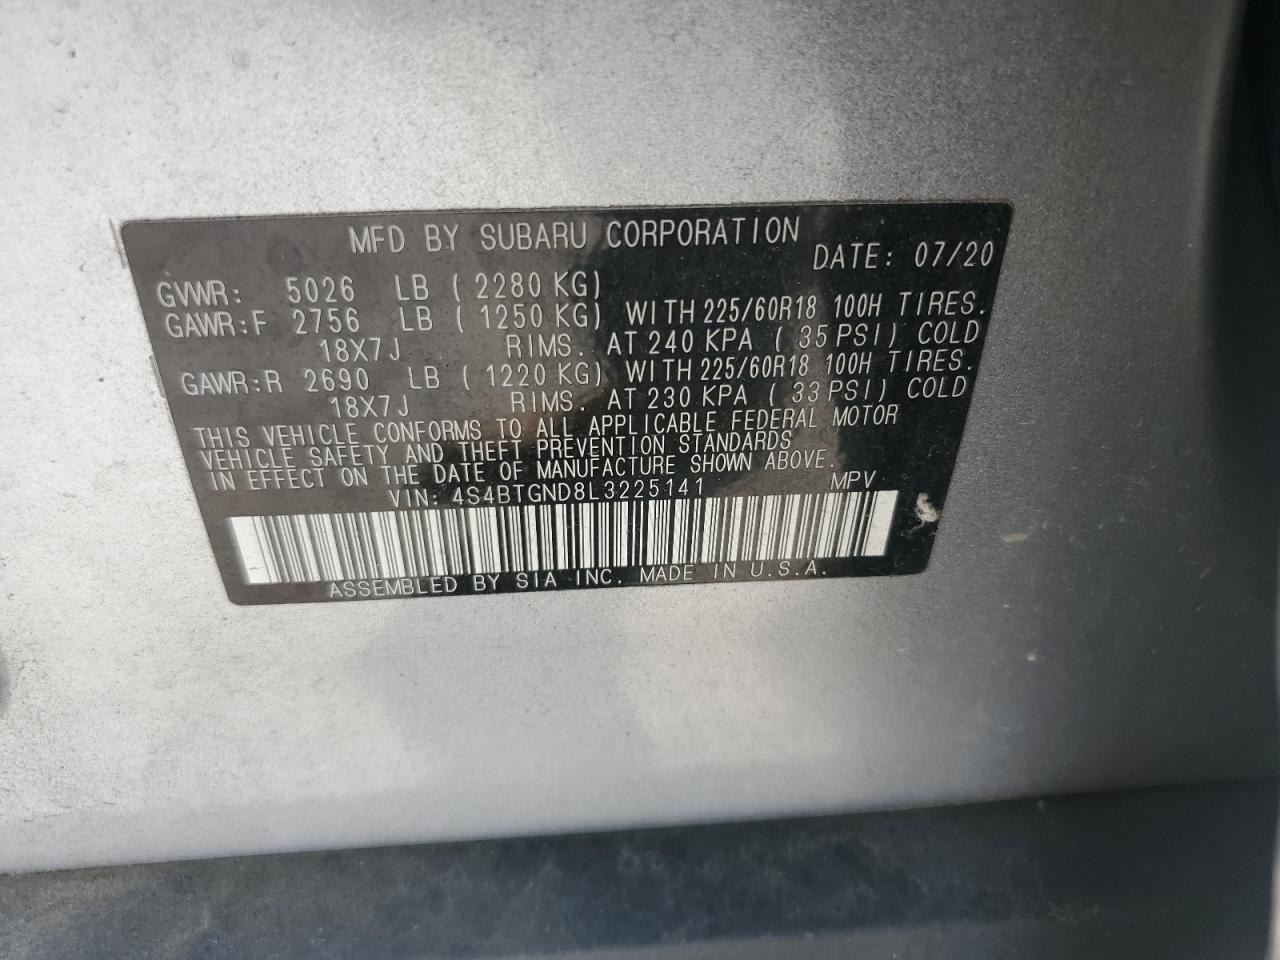 MFD BY SUBARU CORPORATION
DATE: 07/20
GVWR: 5026 LB ( 2280 KG)
GAWR:F 2756 LB ( 1250 KG) WITH 225/60R18 100H TIRES.
18X7J RIMS. AT 240 KPA ( 35 PSI) COLD
GAWR:R 2690 LB ( 1220 KG) WITH 225/60R18 100H TIRES.
18X7J RIMS. AT 230 KPA ( 33 PSI) COLD
THIS VEHICLE CONFORMS TO ALL APPLICABLE FEDERAL MOTOR
VEHICLE SAFETY AND THEFT PREVENTION STANDARDS
IN EFFECT ON THE DATE OF MANUFACTURE SHOWN ABOVE.
VIN: 4S4BTGND8L3225141 MPV
ASSEMBLED BY SIA INC. MADE IN U.S.A.